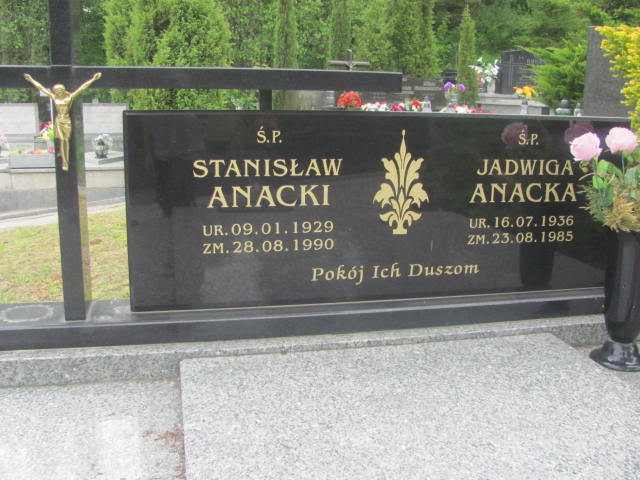 Ś.P.
STANISŁAW
ANACKI
UR. 09.01.1929
ZM. 28.08.1990
Ś.P.
JADWIGA
ANACKA
UR. 16.07.1936
ZM. 23.08.1985
Pokój Ich Duszom